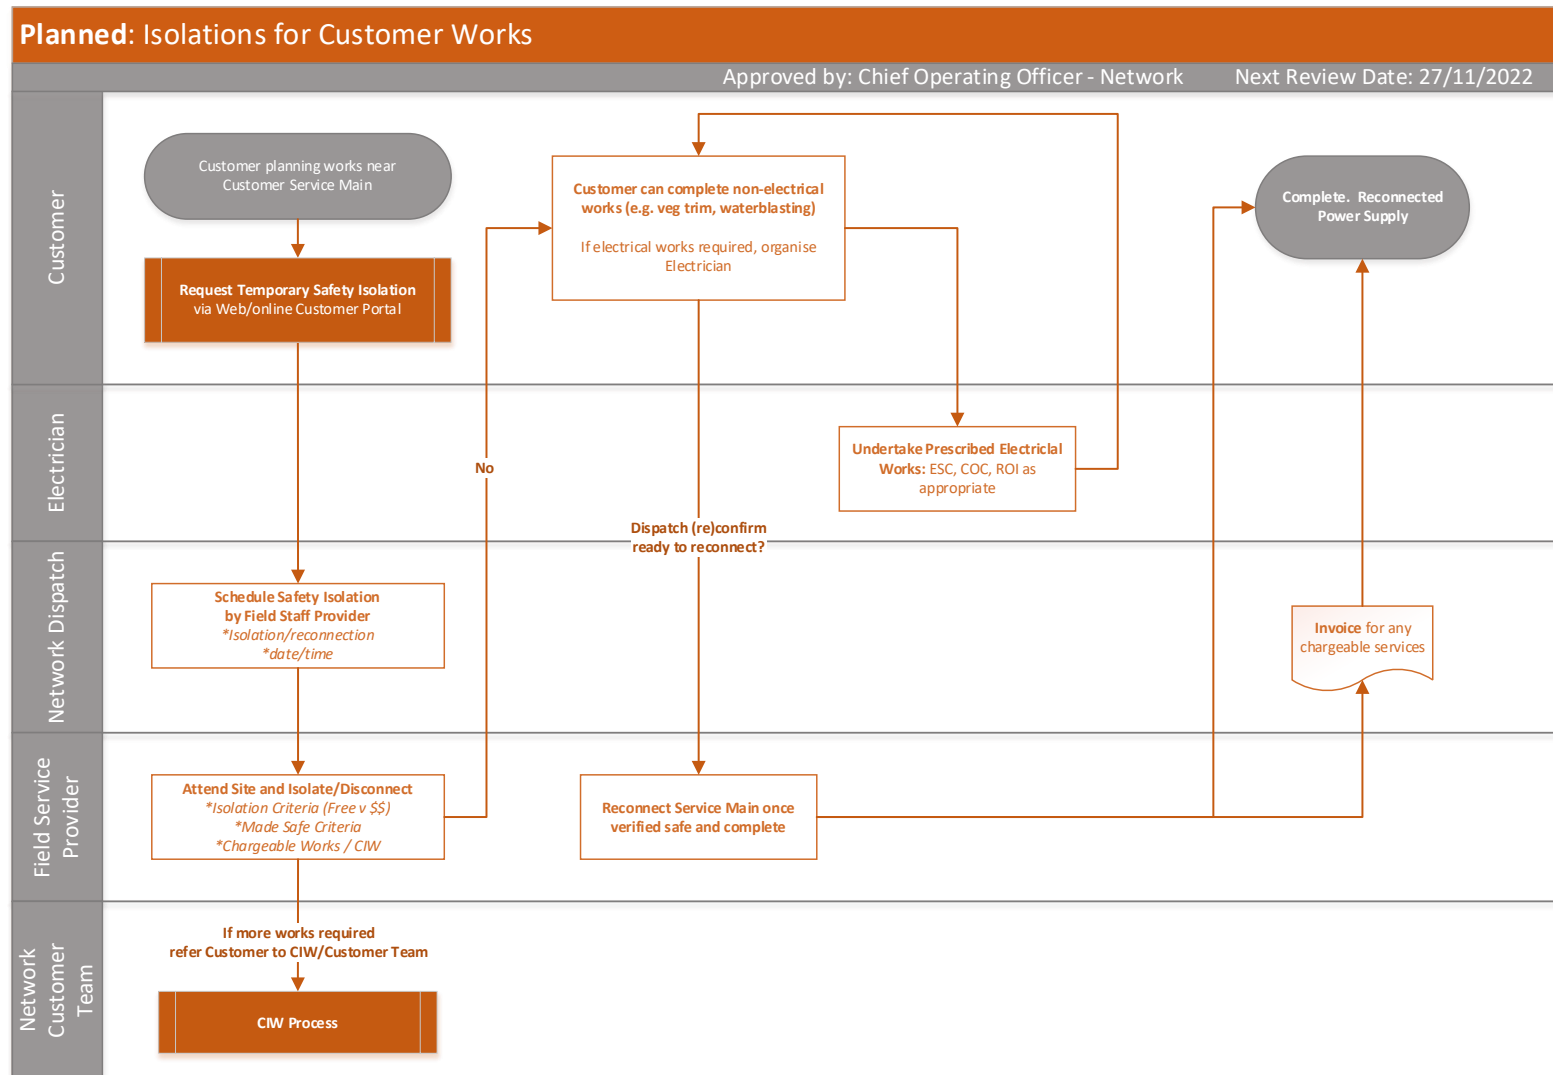 Planned: Isolations for Customer Works
Approved by: Chief Operating Officer - Network Next Review Date: 27/11/2022
Customer
Customer planning works near
Customer Service Main
Request Temporary Safety Isolation
via Web/online Customer Portal
Customer can complete non-electrical
works (e.g. veg trim, waterblasting)
If electrical works required, organise
Electrician
Complete. Reconnected
Power Supply
Electrician
No
Undertake Prescribed Electriclal
Works: ESC, COC, ROI as
appropriate
Dispatch (re)confirm
ready to reconnect?
Network Dispatch
Schedule Safety Isolation
by Field Staff Provider
*Isolation/reconnection
*date/time
Invoice for any
chargeable services
Field Service
Provider
Attend Site and Isolate/Disconnect
*Isolation Criteria (Free v $$)
*Made Safe Criteria
*Chargeable Works / CIW
Reconnect Service Main once
verified safe and complete
Network
Customer
Team
If more works required
refer Customer to CIW/Customer Team
CIW Process